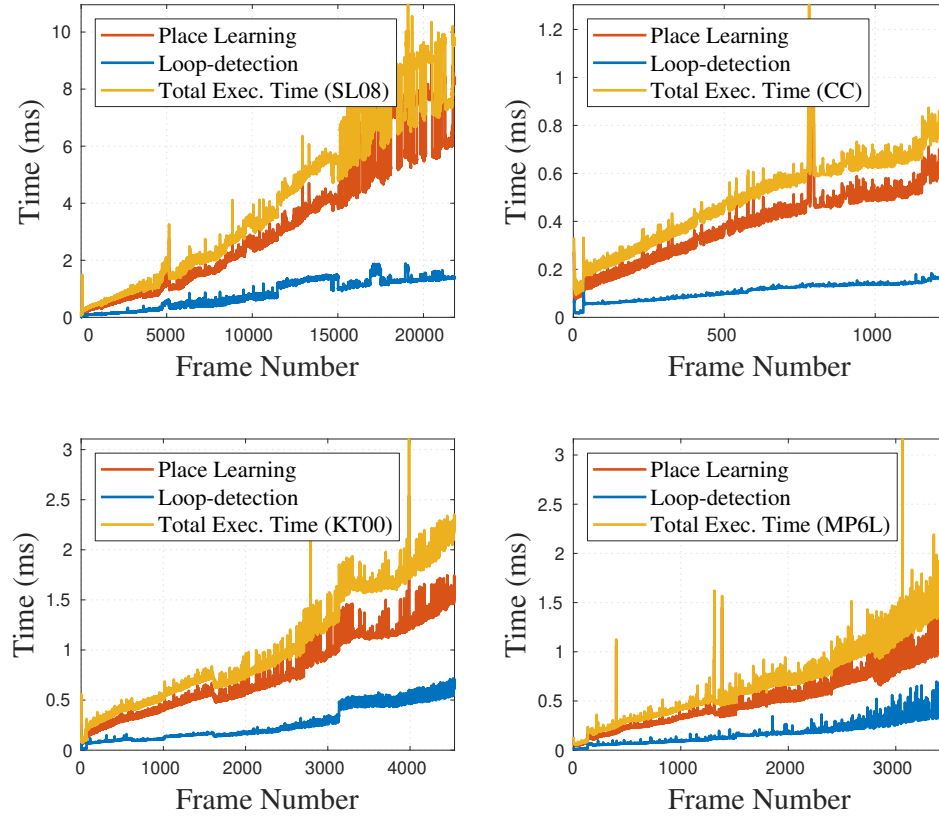 10
8
6
4
2
0
Time (ms)
Place Learning
Loop-detection
Total Exec. Time (SL08)
0 5000 10000 15000 20000
Frame Number
1.2
1
0.8
0.6
0.4
0.2
0
Time (ms)
Place Learning
Loop-detection
Total Exec. Time (CC)
0 500 1000
Frame Number
3
2.5
2
1.5
1
0.5
0
Time (ms)
Place Learning
Loop-detection
Total Exec. Time (KT00)
0 1000 2000 3000 4000
Frame Number
3
2.5
2
1.5
1
0.5
0
Time (ms)
Place Learning
Loop-detection
Total Exec. Time (MP6L)
0 1000 2000 3000
Frame Number